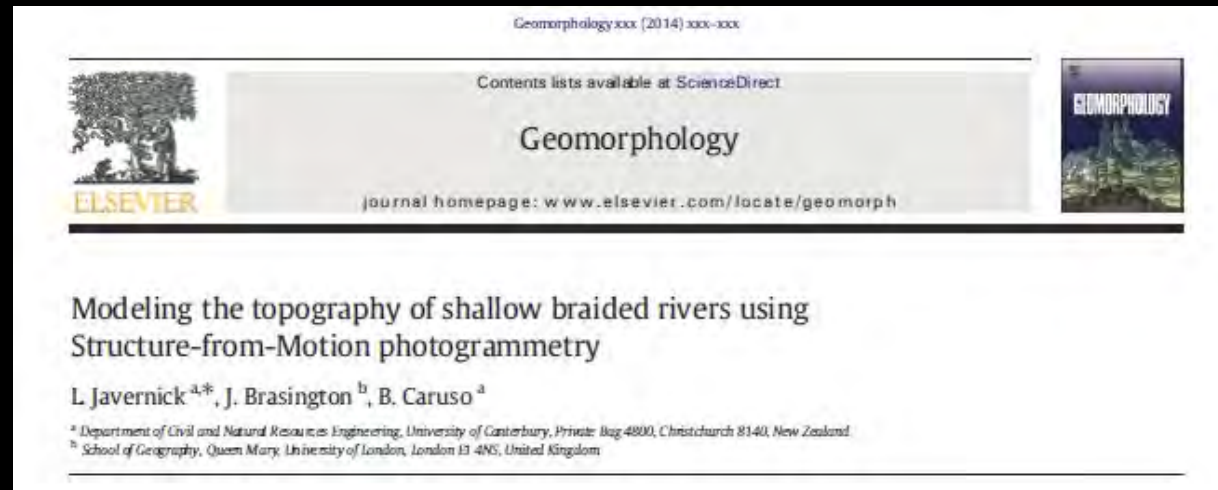 Geomorphology xxx (2014) xxx–xxx
Contents lists available at ScienceDirect
Geomorphology
journal homepage: www.elsevier.com/locate/geomorph
ELSEVIER
GEOMORPHOLOGY
Modeling the topography of shallow braided rivers using
Structure-from-Motion photogrammetry
L. Javernick a,*, J. Brasington b, B. Caruso a
a Department of Civil and Natural Resources Engineering, University of Canterbury, Private Bag 4800, Christchurch 8140, New Zealand
b School of Geography, Queen Mary, University of London, London E1 4NS, United Kingdom